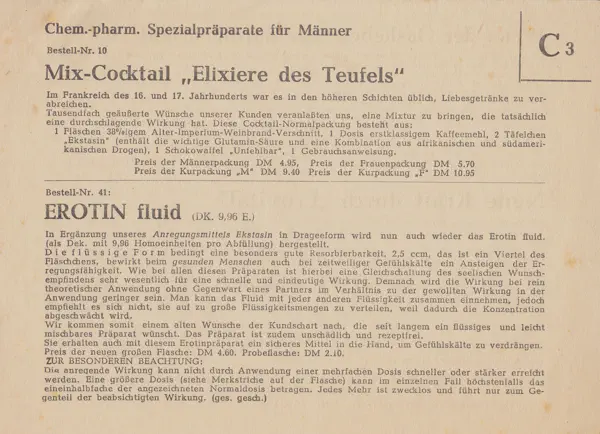 Chem.-pharm. Spezialpräparate für Männer
C 3
Bestell-Nr. 10
Mix-Cocktail „Elixiere des Teufels“
Im Frankreich des 16. und 17. Jahrhunderts war es in den höheren Schichten üblich, Liebesgetränke zu ver-
abreichen.
Tausendfach geäußerte Wünsche unserer Kunden veranlaßten uns, eine Mixtur zu bringen, die tatsächlich
eine durchschlagende Wirkung hat. Diese Cocktail-Normalpackung besteht aus:
1 Fläschen 38%igem Alter-Imperium-Weinbrand-Verschnitt, 1 Dosis erstklassigem Kaffeemehl, 2 Täfelchen
„Ekstasin“ (enthält die wichtige Glutamin-Säure und eine Kombination aus afrikanischen und südameri-
kanischen Drogen), 1 Schokowaffel „Unfehlbar“, 1 Gebrauchsanweisung.
Preis der Männerpackung DM 4.95, Preis der Frauenpackung DM 5.70
Preis der Kurpackung „M“ DM 9.40 Preis der Kurpackung „F“ DM 10.95
Bestell-Nr. 41:
EROTIN fluid (DK. 9,96 E.)
In Ergänzung unseres Anregungsmittels Ekstasin in Drageeform wird nun auch wieder das Erotin fluid.
(als Dek. mit 9,86 Homoeinheiten pro Abfüllung) hergestellt.
Die flüssige Form bedingt eine besonders gute Resorbierbarkeit. 2,5 ccm, das ist ein Viertel des
Fläschchens, bewirkt beim gesunden Menschen auch bei zeitweiliger Gefühlskälte ein Ansteigen der Er-
regungsfähigkeit. Wie bei allen diesen Präparaten ist hierbei eine Gleichschaltung des seelischen Wunsch-
empfindens sehr wesentlich für eine schnelle und eindeutige Wirkung. Demnach wird die Wirkung bei rein
theoretischer Anwendung ohne Gegenwart eines Partners im Verhältnis zu der gewollten Wirkung in der
Anwendung geringer sein. Man kann das Fluid mit jeder anderen Flüssigkeit zusammen einnehmen, jedoch
empfiehlt es sich nicht, sie auf zu große Flüssigkeitsmengen zu verteilen, weil dadurch die Konzentration
abgeschwächt wird.
Wir kommen somit einem alten Wunsche der Kundschart nach, die seit langem ein flüssiges und leicht
mischbares Präparat wünscht. Das Präparat ist zudem unschädlich und rezeptfrei.
Sie erhalten auch mit diesem Erotinpräparat ein sicheres Mittel in die Hand, um Gefühlskälte zu verdrängen.
Preis der neuen großen Flasche: DM 4.60. Probeflasche: DM 2.10.
ZUR BESONDEREN BEACHTUNG:
Die anregende Wirkung kann nicht durch Anwendung einer mehrfachen Dosis schneller oder stärker erreicht
werden. Eine größere Dosis (siehe Merkstriche auf der Flasche) kann im einzelnen Fall höchstenfalls das
eineinhalbfache der angezeichneten Normaldosis betragen. Jedes Mehr ist zwecklos und führt nur zum Ge-
genteil der beabsichtigten Wirkung. (ges. gesch.)